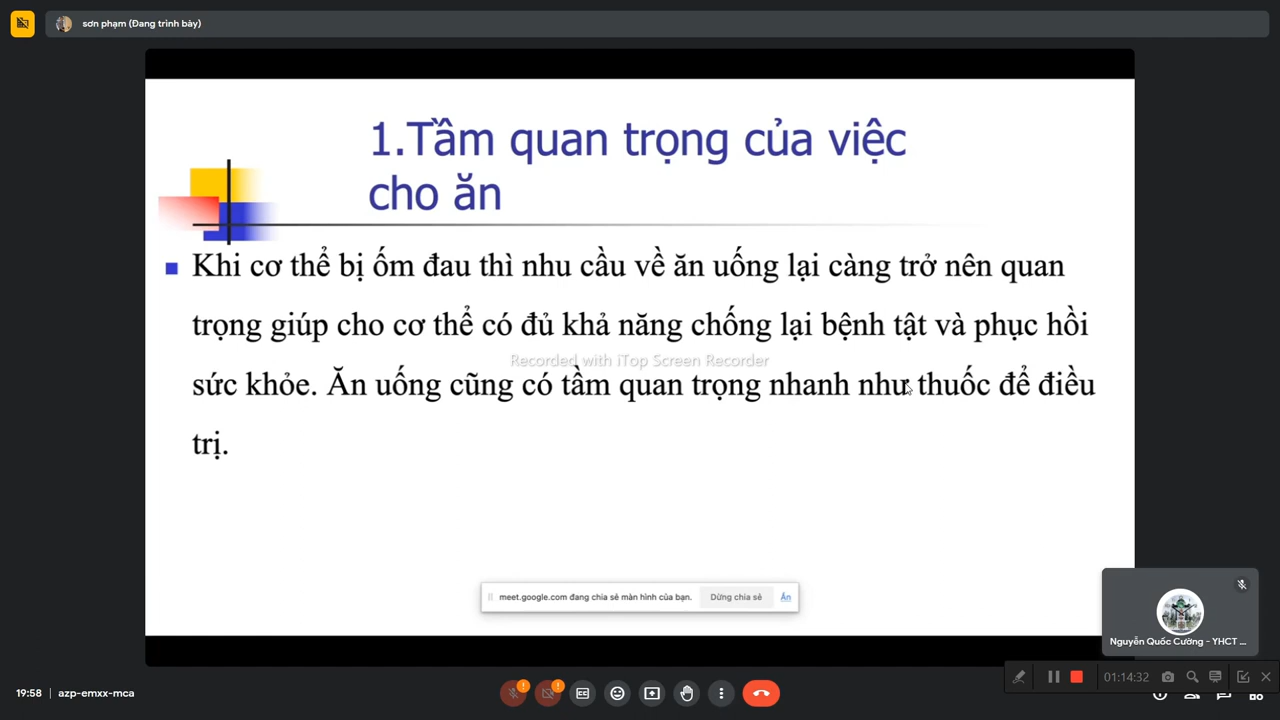 sơn phạm (Đang trình bày)
1.Tầm quan trọng của việc
cho ăn
Khi cơ thể bị ốm đau thì nhu cầu về ăn uống lại càng trở nên quan
trọng giúp cho cơ thể có đủ khả năng chống lại bệnh tật và phục hồi
Recorded with iTop Screen Recorder
sức khỏe. Ăn uống cũng có tầm quan trọng nhanh như thuốc để điều
trị.
meet.google.com đang chia sẻ màn hình của bạn. Dừng chia sẻ Ẩn
Nguyễn Quốc Cường - YHCT ...
01:14:32
19:58 azp-emxx-mca